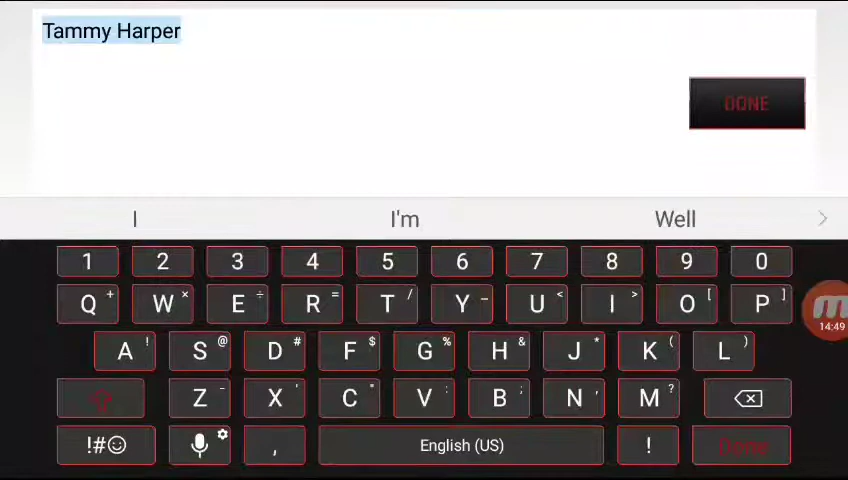 Tammy Harper
DONE
I I'm Well >
1 2 3 4 5 6 7 8 9 0
Q + W × E ÷ R = T / Y _ U < I > O [ P ]
A ! S @ D # F $ G % H & J * K ( L )
Z - X ' C " V : B ; N , M ?
!#☺ , English (US) ! Done
14:49